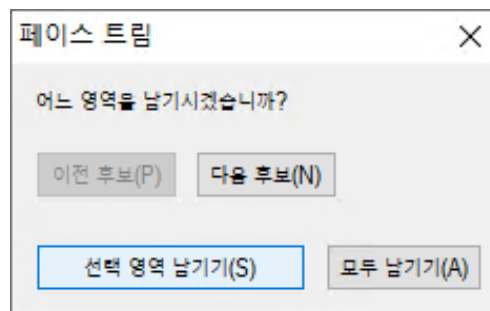 페이스 트림
어느 영역을 남기시겠습니까?
이전 후보(P) 다음 후보(N)
선택 영역 남기기(S) 모두 남기기(A)